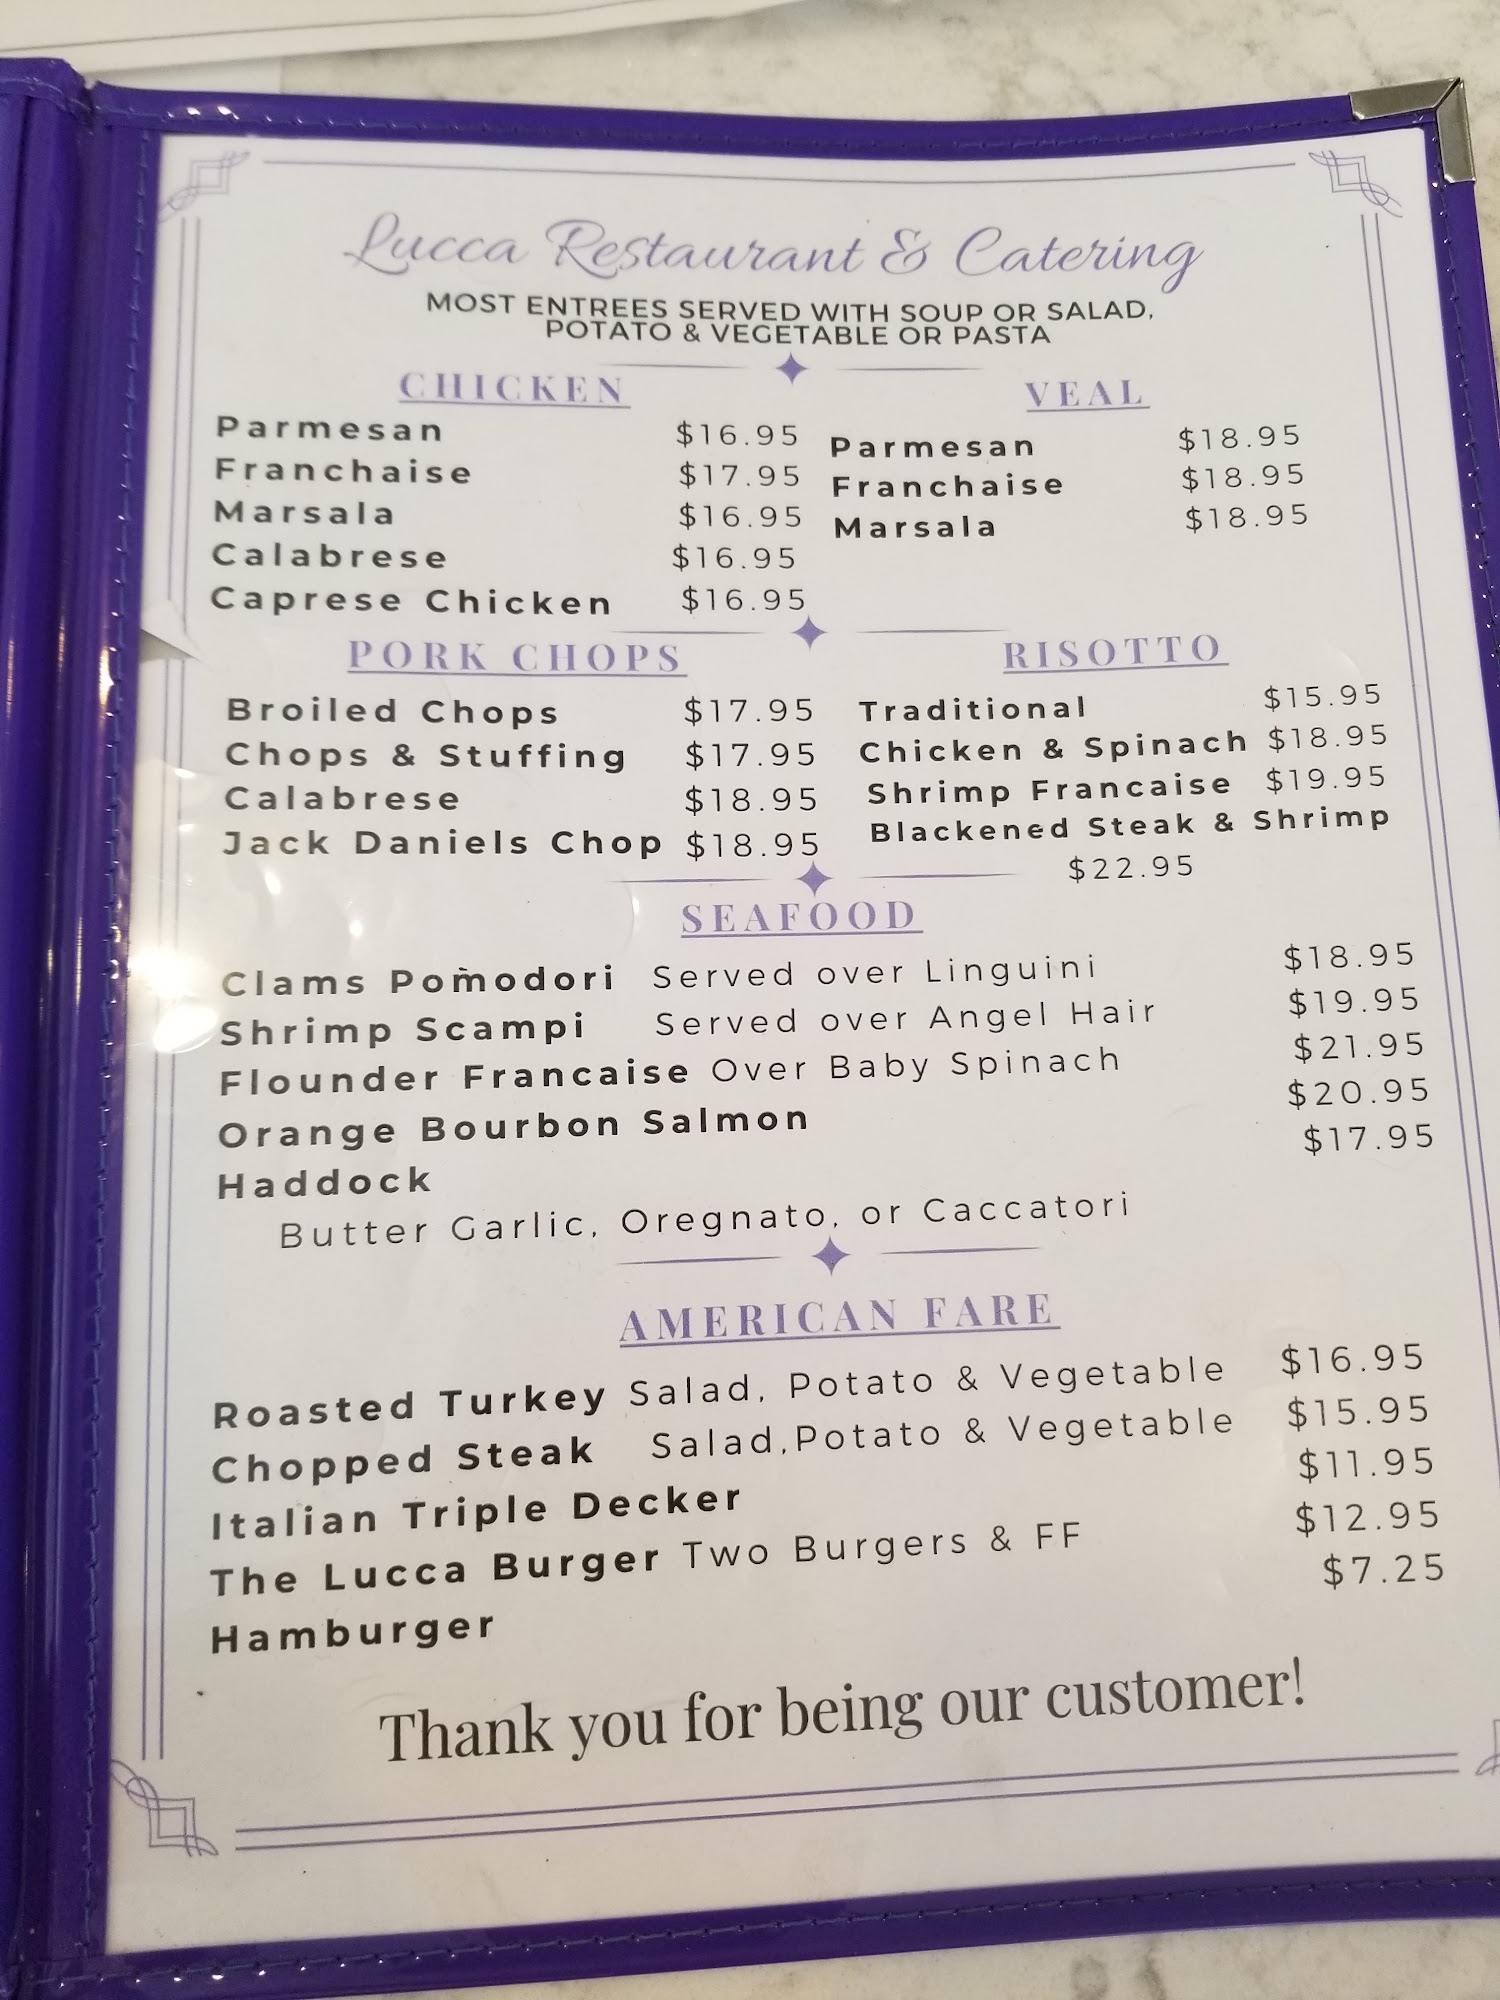 Lucca Restaurant & Catering
MOST ENTREES SERVED WITH SOUP OR SALAD,
POTATO & VEGETABLE OR PASTA
CHICKEN
Parmesan $16.95
Franchaise $17.95
Marsala $16.95
Calabrese $16.95
Caprese Chicken $16.95
VEAL
Parmesan $18.95
Franchaise $18.95
Marsala $18.95
PORK CHOPS
Broiled Chops $17.95
Chops & Stuffing $17.95
Calabrese $18.95
Jack Daniels Chop $18.95
RISOTTO
Traditional $15.95
Chicken & Spinach $18.95
Shrimp Francaise $19.95
Blackened Steak & Shrimp
$22.95
SEAFOOD
Clams Pomodori Served over Linguini $18.95
Shrimp Scampi Served over Angel Hair $19.95
Flounder Francaise Over Baby Spinach $21.95
Orange Bourbon Salmon $20.95
Haddock $17.95
Butter Garlic, Oregnato, or Caccatori
AMERICAN FARE
Roasted Turkey Salad, Potato & Vegetable $16.95
Chopped Steak Salad,Potato & Vegetable $15.95
Italian Triple Decker $11.95
The Lucca Burger Two Burgers & FF $12.95
Hamburger $7.25
Thank you for being our customer!